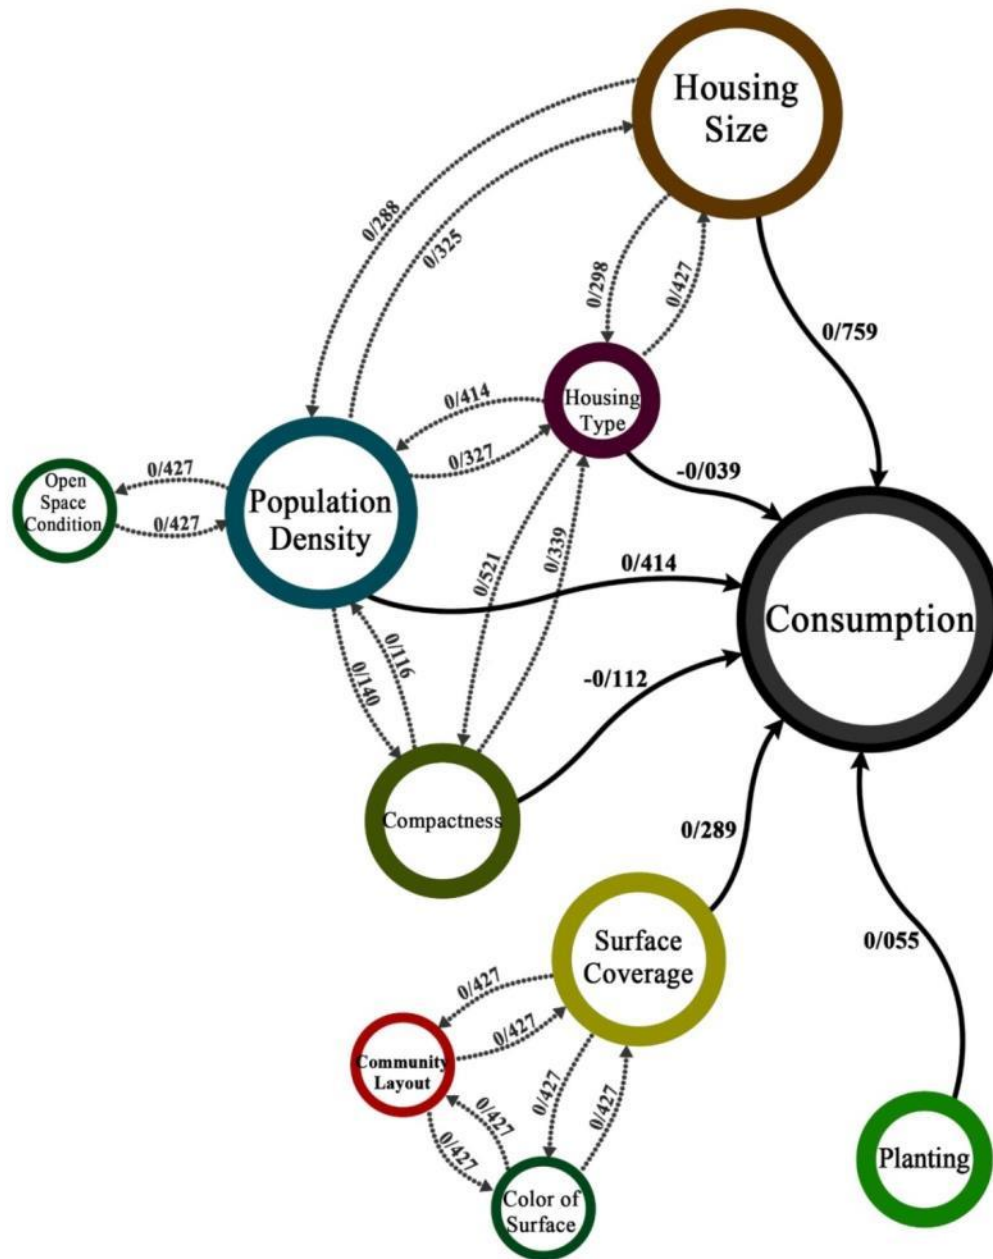 Housing
Size
0/288
0/325
0/298
0/427
0/759
Housing
Type
0/414
0/327
-0/039
0/427
Open
Space
Condition
0/427
Population
Density
0/521
0/339
0/414
Consumption
0/116
0/140
-0/112
Compactness
0/289
Surface
Coverage
0/055
0/427
0/427
Community
Layout
0/427
0/427
0/427
0/427
Color of
Surface
Planting